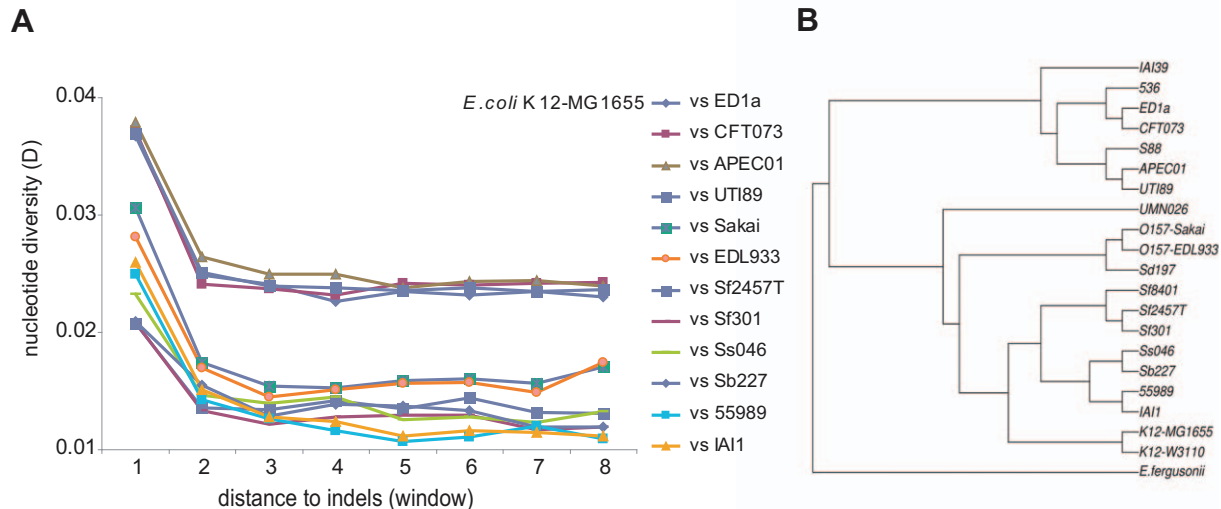 A
B
E.coli K12-MG1655
nucleotide diversity (D)
0.04
0.03
0.02
0.01
1 2 3 4 5 6 7 8
distance to indels (window)
vs ED1a
vs CFT073
vs APEC01
vs UTI89
vs Sakai
vs EDL933
vs Sf2457T
vs Sf301
vs Ss046
vs Sb227
vs 55989
vs IAI1
IAI39
536
ED1a
CFT073
S88
APEC01
UTI89
UMN026
O157-Sakai
O157-EDL933
Sd197
Sf8401
Sf2457T
Sf301
Ss046
Sb227
55989
IAI1
K12-MG1655
K12-W3110
E.fergusonii